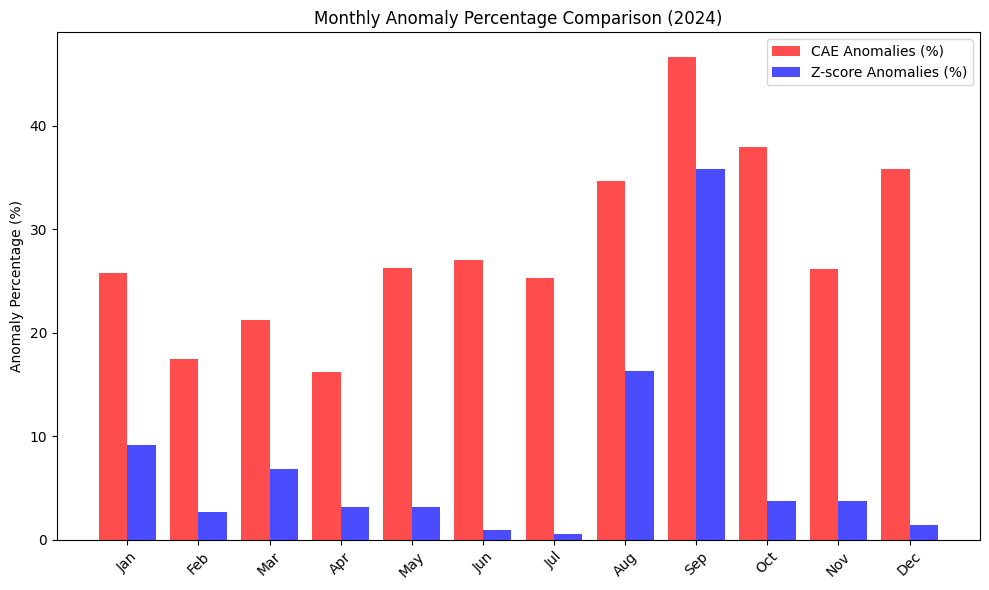 Monthly Anomaly Percentage Comparison (2024)
CAE Anomalies (%)
Z-score Anomalies (%)
Anomaly Percentage (%)
40
30
20
10
0
Jan Feb Mar Apr May Jun Jul Aug Sep Oct Nov Dec